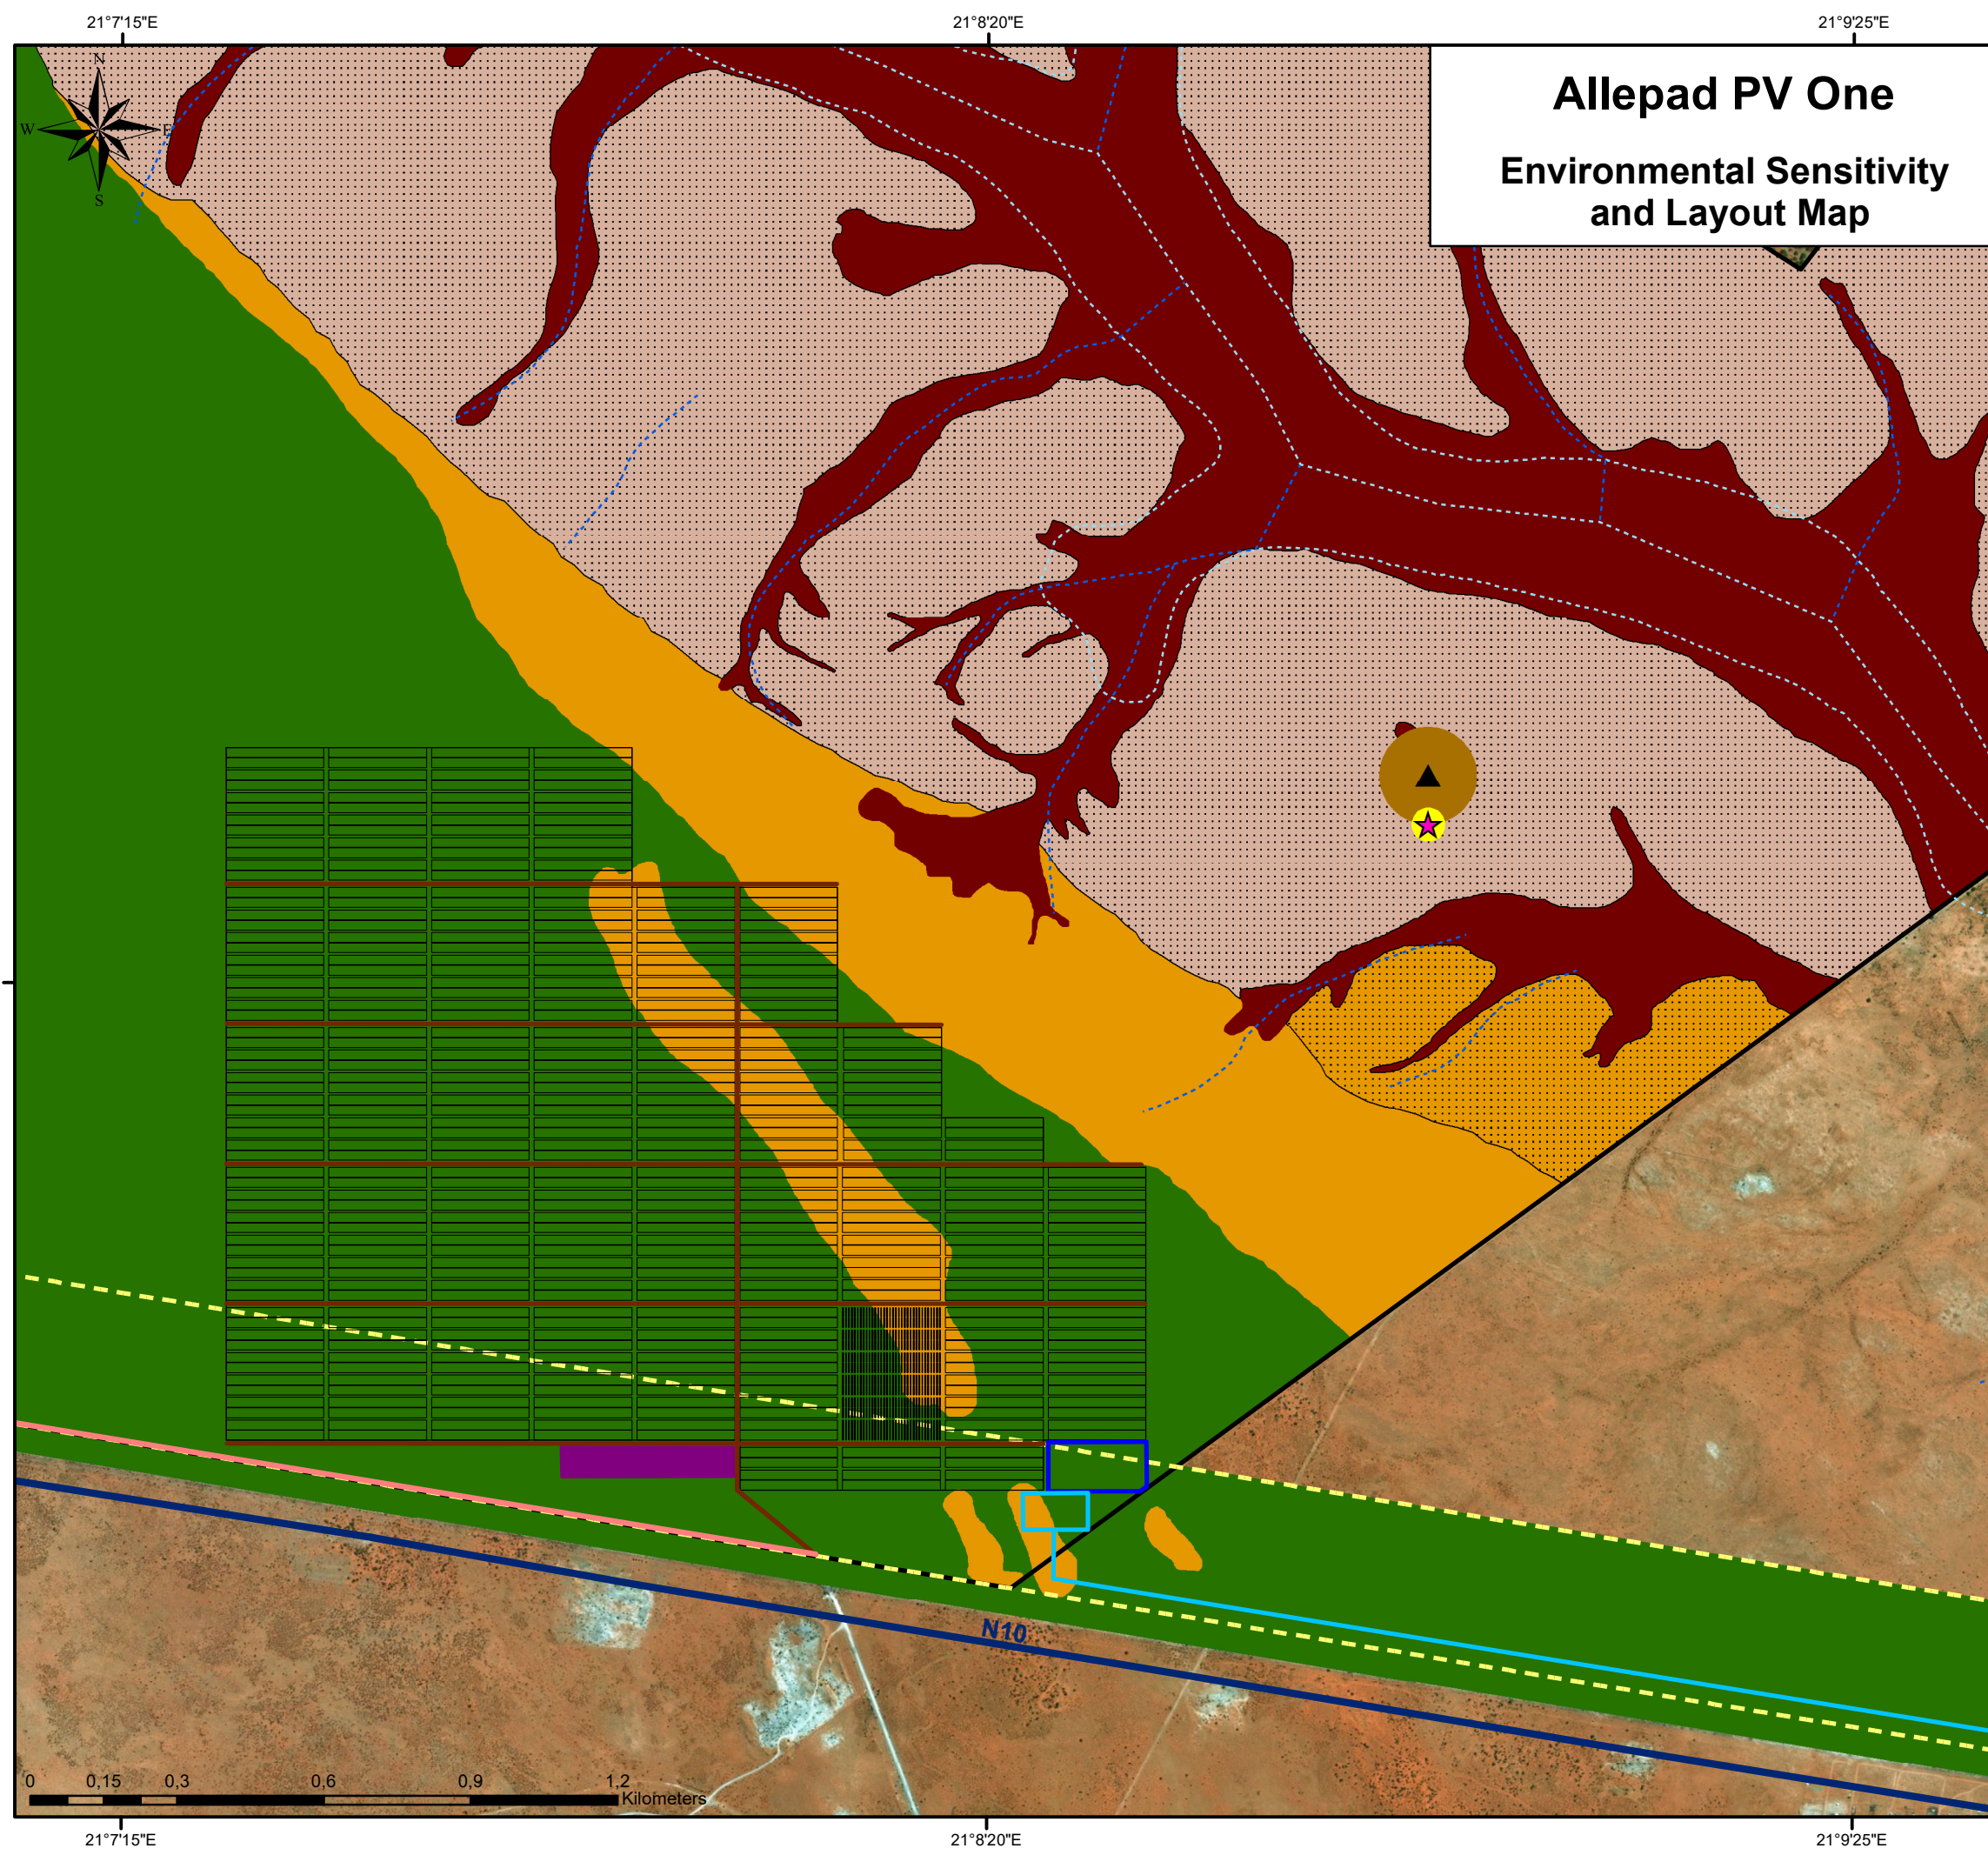 21°7'15"E
21°8'20"E
21°9'25"E
N
W
E
S
Allepad PV One
Environmental Sensitivity
and Layout Map
N10
0
0,15
0,3
0,6
0,9
1,2
Kilometers
21°7'15"E
21°8'20"E
21°9'25"E